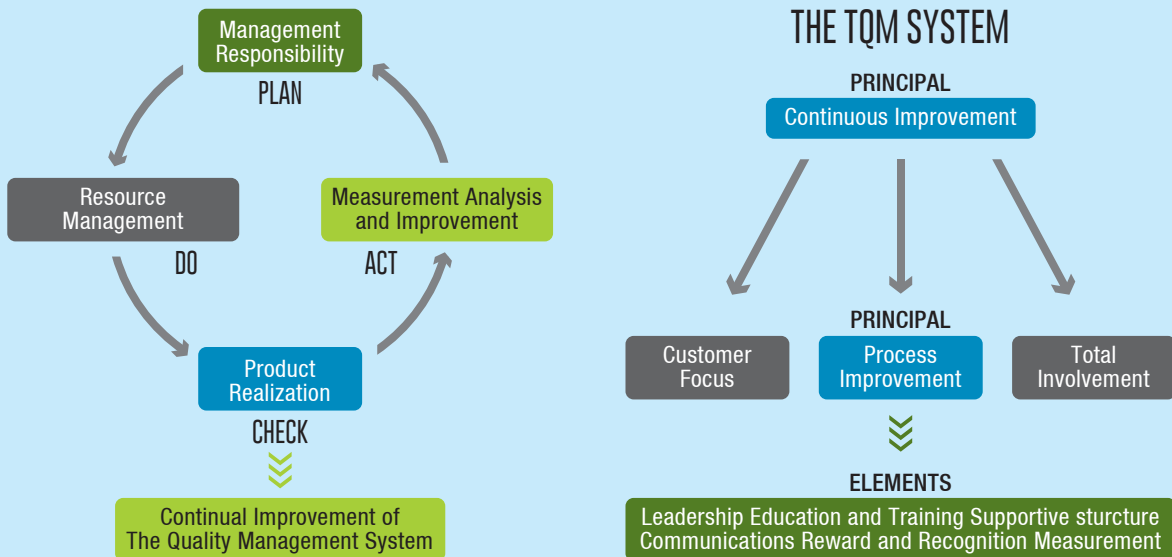 Management
Responsibility
PLAN
Resource
Management
DO
Measurement Analysis
and Improvement
ACT
Product
Realization
CHECK
Continual Improvement of
The Quality Management System
THE TQM SYSTEM
PRINCIPAL
Continuous Improvement
PRINCIPAL
Customer
Focus
Process
Improvement
Total
Involvement
ELEMENTS
Leadership Education and Training Supportive sturcture
Communications Reward and Recognition Measurement